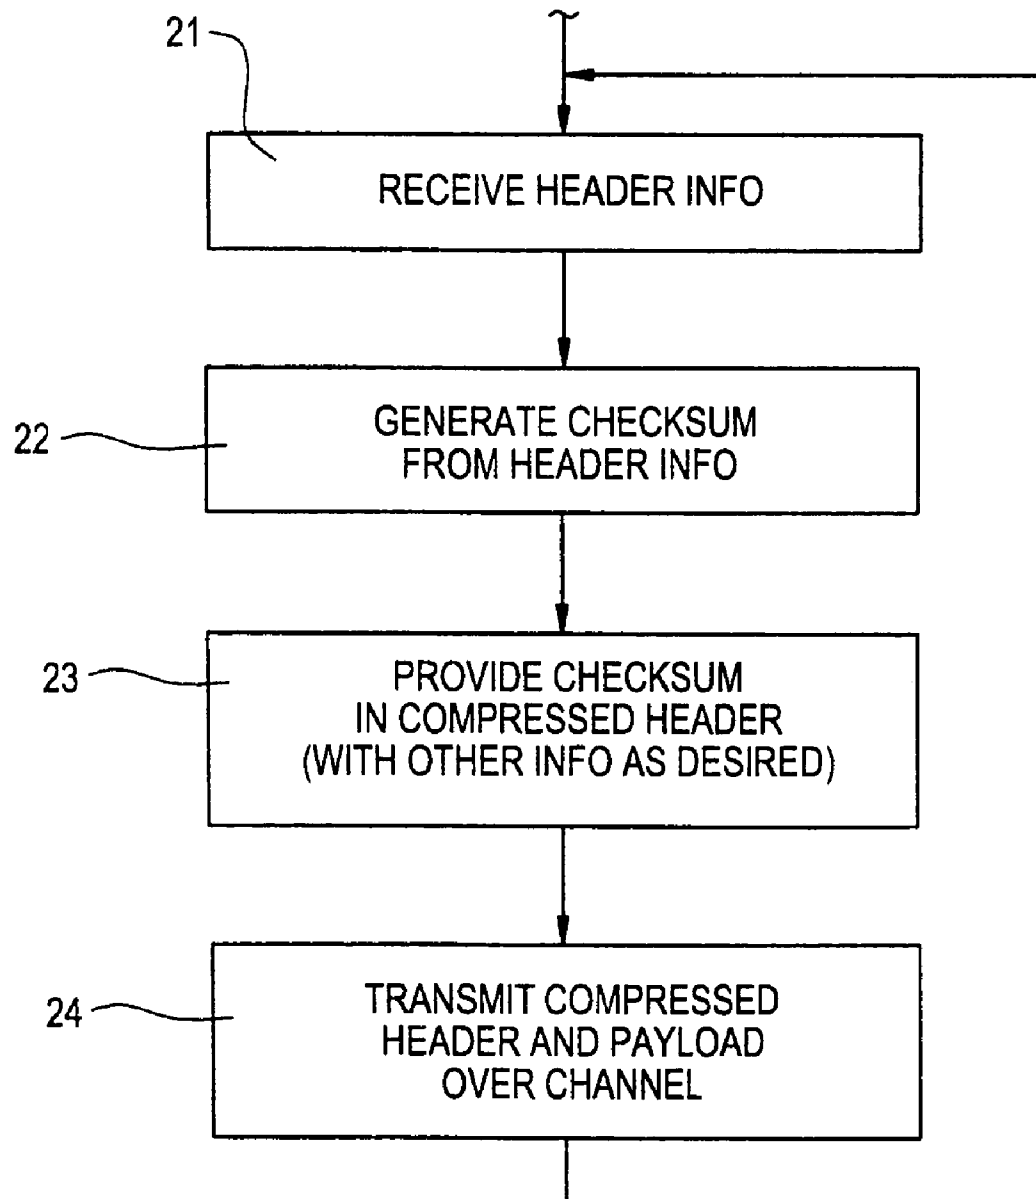 21
RECEIVE HEADER INFO
22
GENERATE CHECKSUM
FROM HEADER INFO
23
PROVIDE CHECKSUM
IN COMPRESSED HEADER
(WITH OTHER INFO AS DESIRED)
24
TRANSMIT COMPRESSED
HEADER AND PAYLOAD
OVER CHANNEL